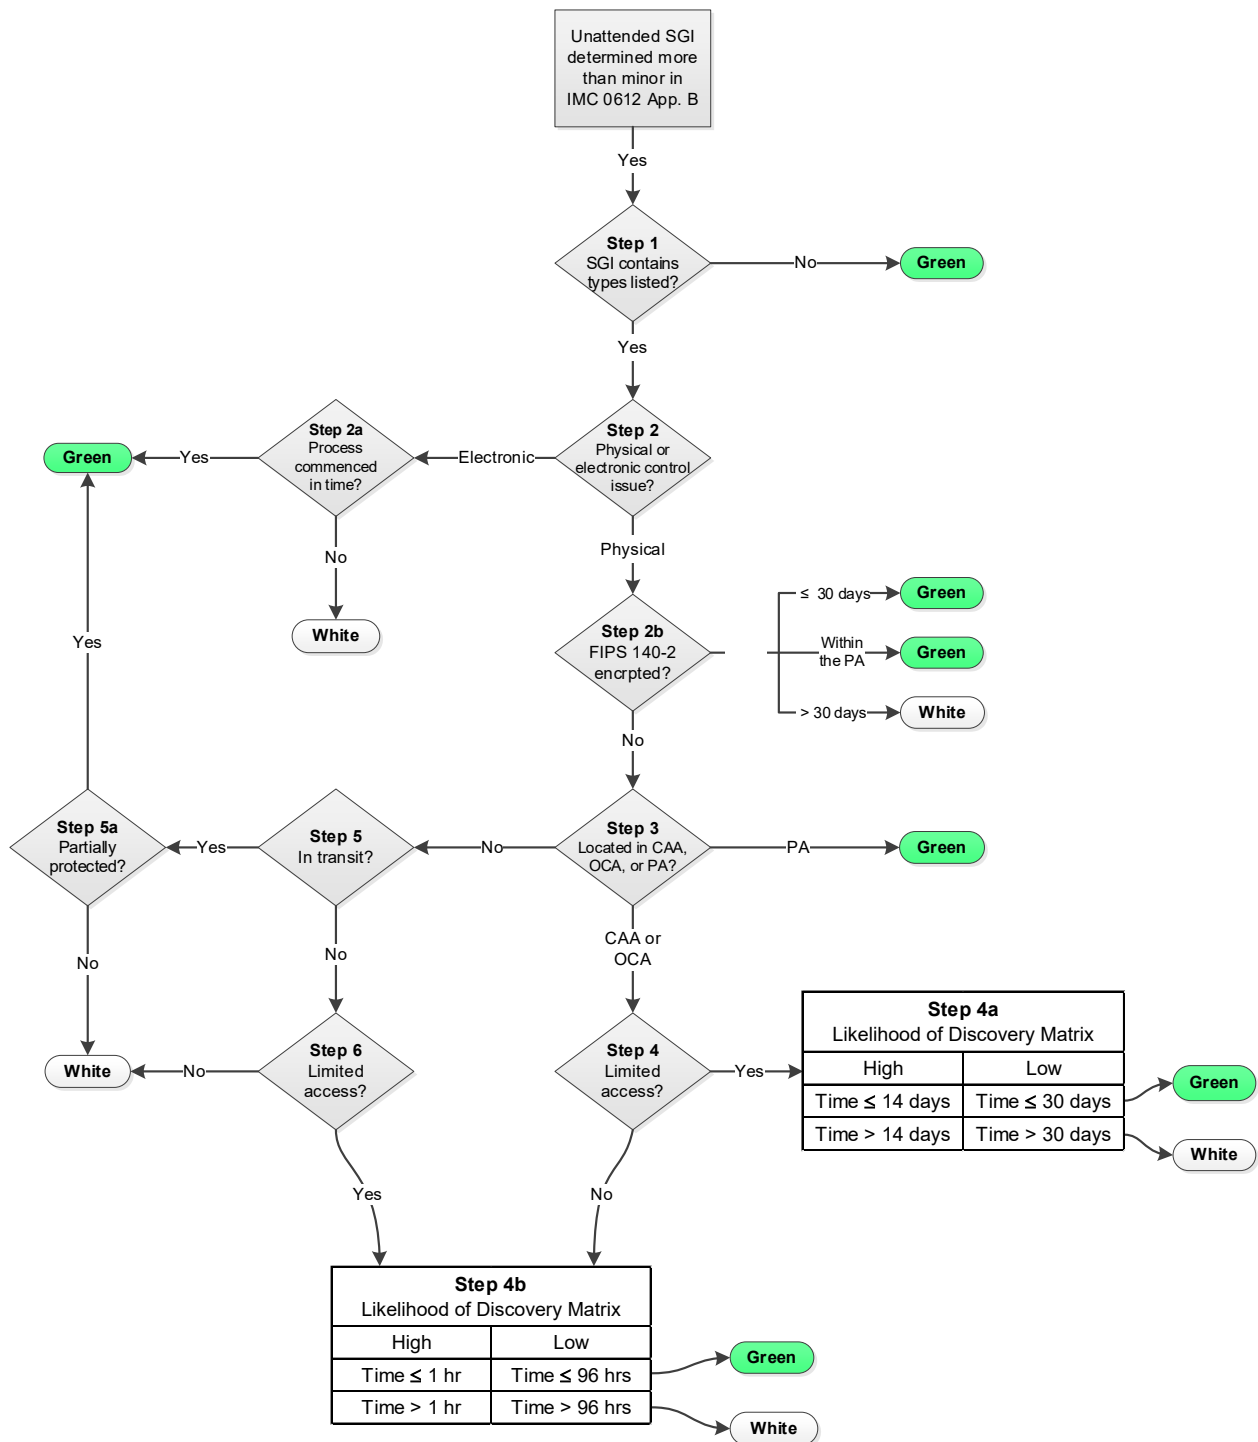 Unattended SGI
determined more
than minor in
IMC 0612 App. B
Yes
Step 1
SGI contains
types listed?
No
Green
Yes
Step 2
Physical or
electronic control
issue?
Electronic
Step 2a
Process
commenced
in time?
Yes
Green
No
White
Physical
Step 2b
FIPS 140-2
encrpted?
≤ 30 days
Green
Within
the PA
Green
> 30 days
White
No
Step 3
Located in CAA,
OCA, or PA?
PA
Green
No
Step 5
In transit?
Yes
Step 5a
Partially
protected?
Yes
No
White
No
Step 6
Limited
access?
No
Yes
CAA or
OCA
Step 4
Limited
access?
Yes
Step 4a
Likelihood of Discovery Matrix
High
Low
Time ≤ 14 days
Time ≤ 30 days
Time > 14 days
Time > 30 days
Green
White
No
Step 4b
Likelihood of Discovery Matrix
High
Low
Time ≤ 1 hr
Time ≤ 96 hrs
Time > 1 hr
Time > 96 hrs
Green
White